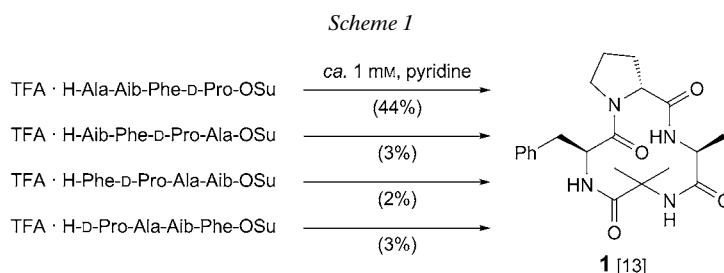 Scheme 1
TFA · H-Ala-Aib-Phe-D-Pro-OSu
ca. 1 mM, pyridine
(44%)
TFA · H-Aib-Phe-D-Pro-Ala-OSu
(3%)
TFA · H-Phe-D-Pro-Ala-Aib-OSu
(2%)
TFA · H-D-Pro-Ala-Aib-Phe-OSu
(3%)
N
O
HN
O
Ph
NH
N
H
O
O
1 [13]